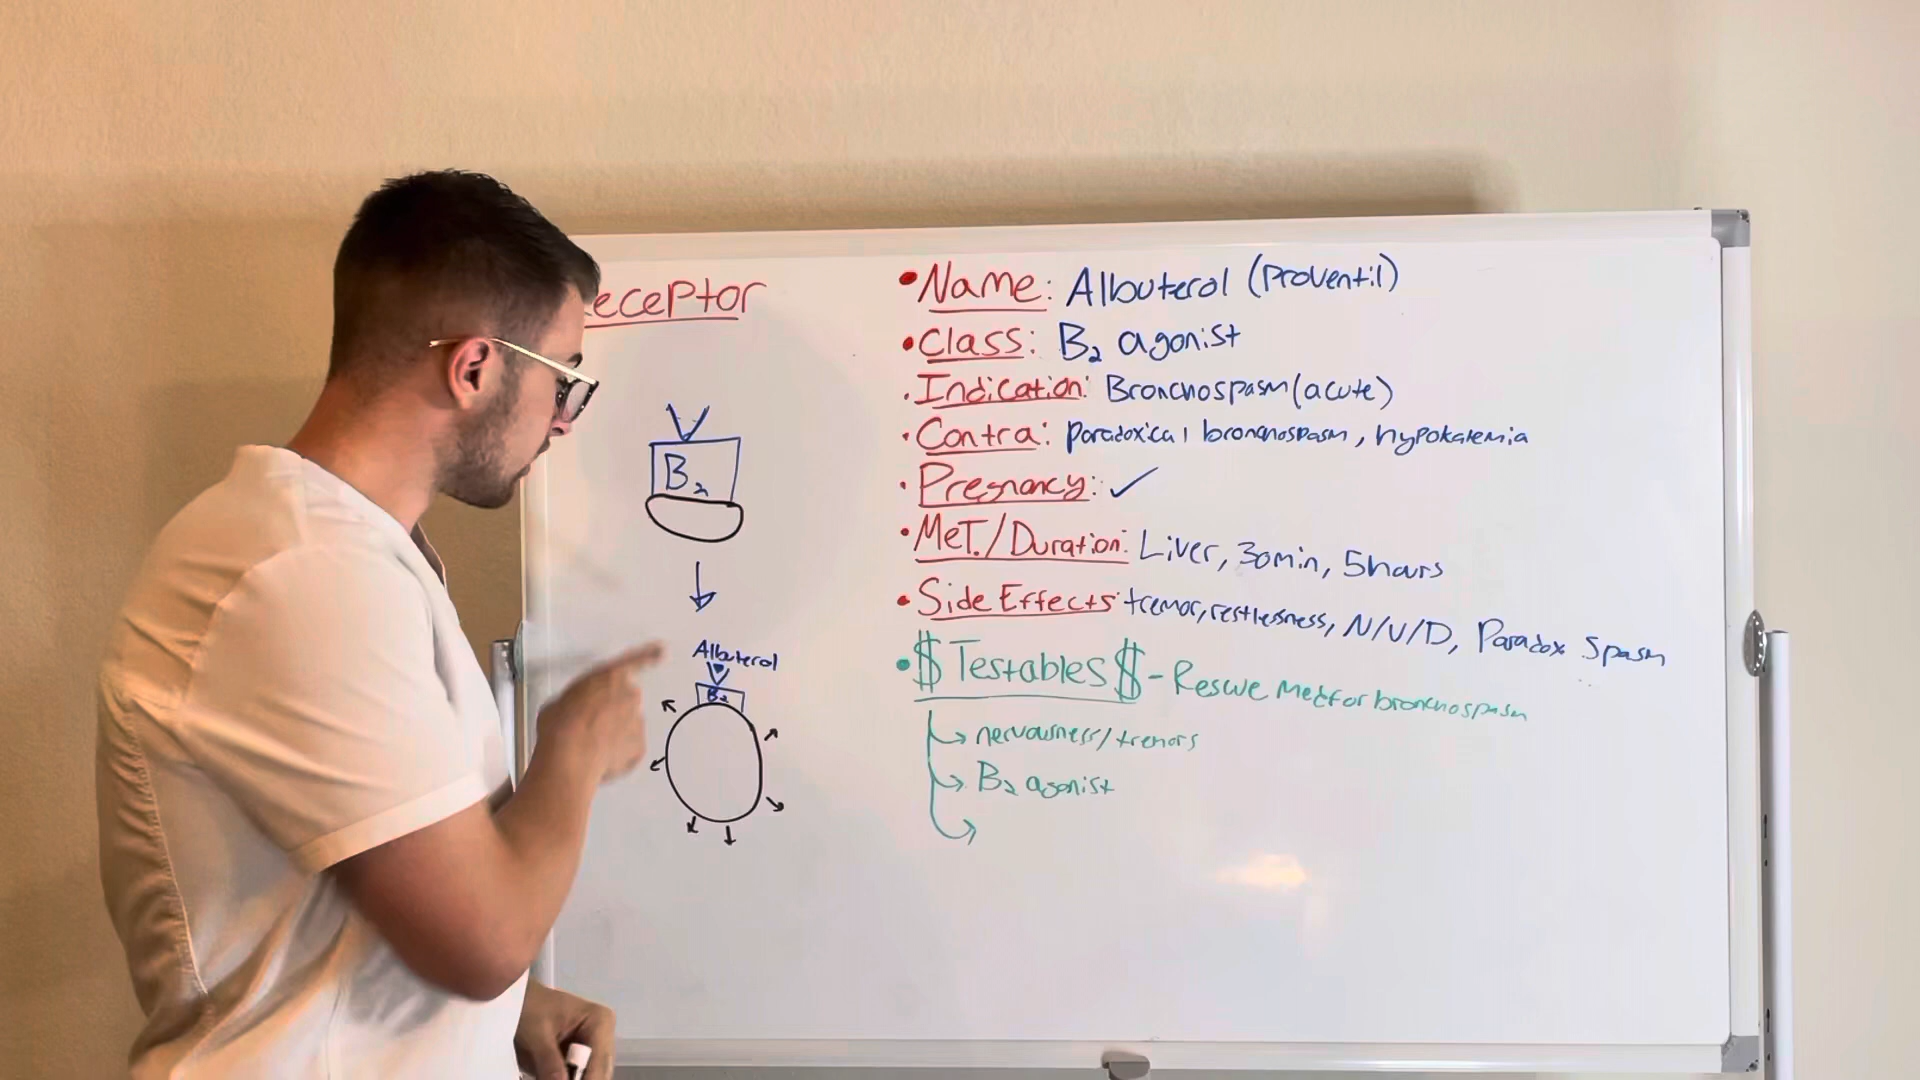 eceptor
B2
Albuterol
B2
• Name: Albuterol (Proventil)
• Class: B2 agonist
• Indication: Bronchospasm (acute)
• Contra: paradoxical bronchospasm, hypokalemia
• Pregnancy: ✓
• Met./Duration: Liver, 30min, 5hours
• Side Effects: tremor, restlessness, N/V/D, Paradox Spasm
• $ Testables $ - Rescue Med for bronchospasm
→ nervousness/tremors
→ B2 agonist